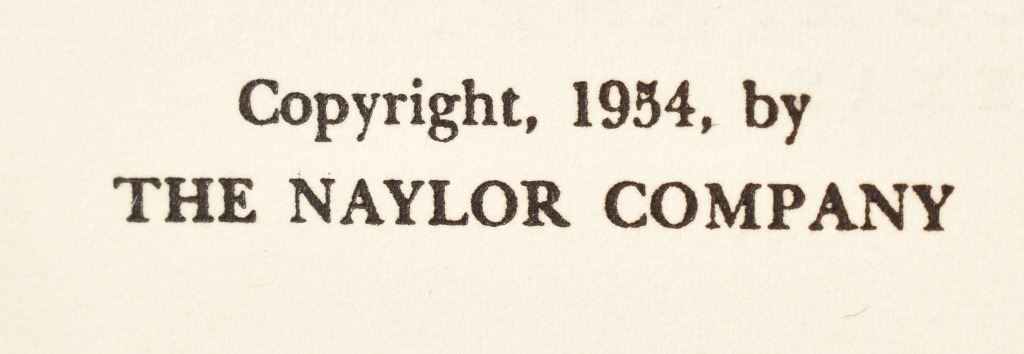 Copyright, 1954, by
THE NAYLOR COMPANY